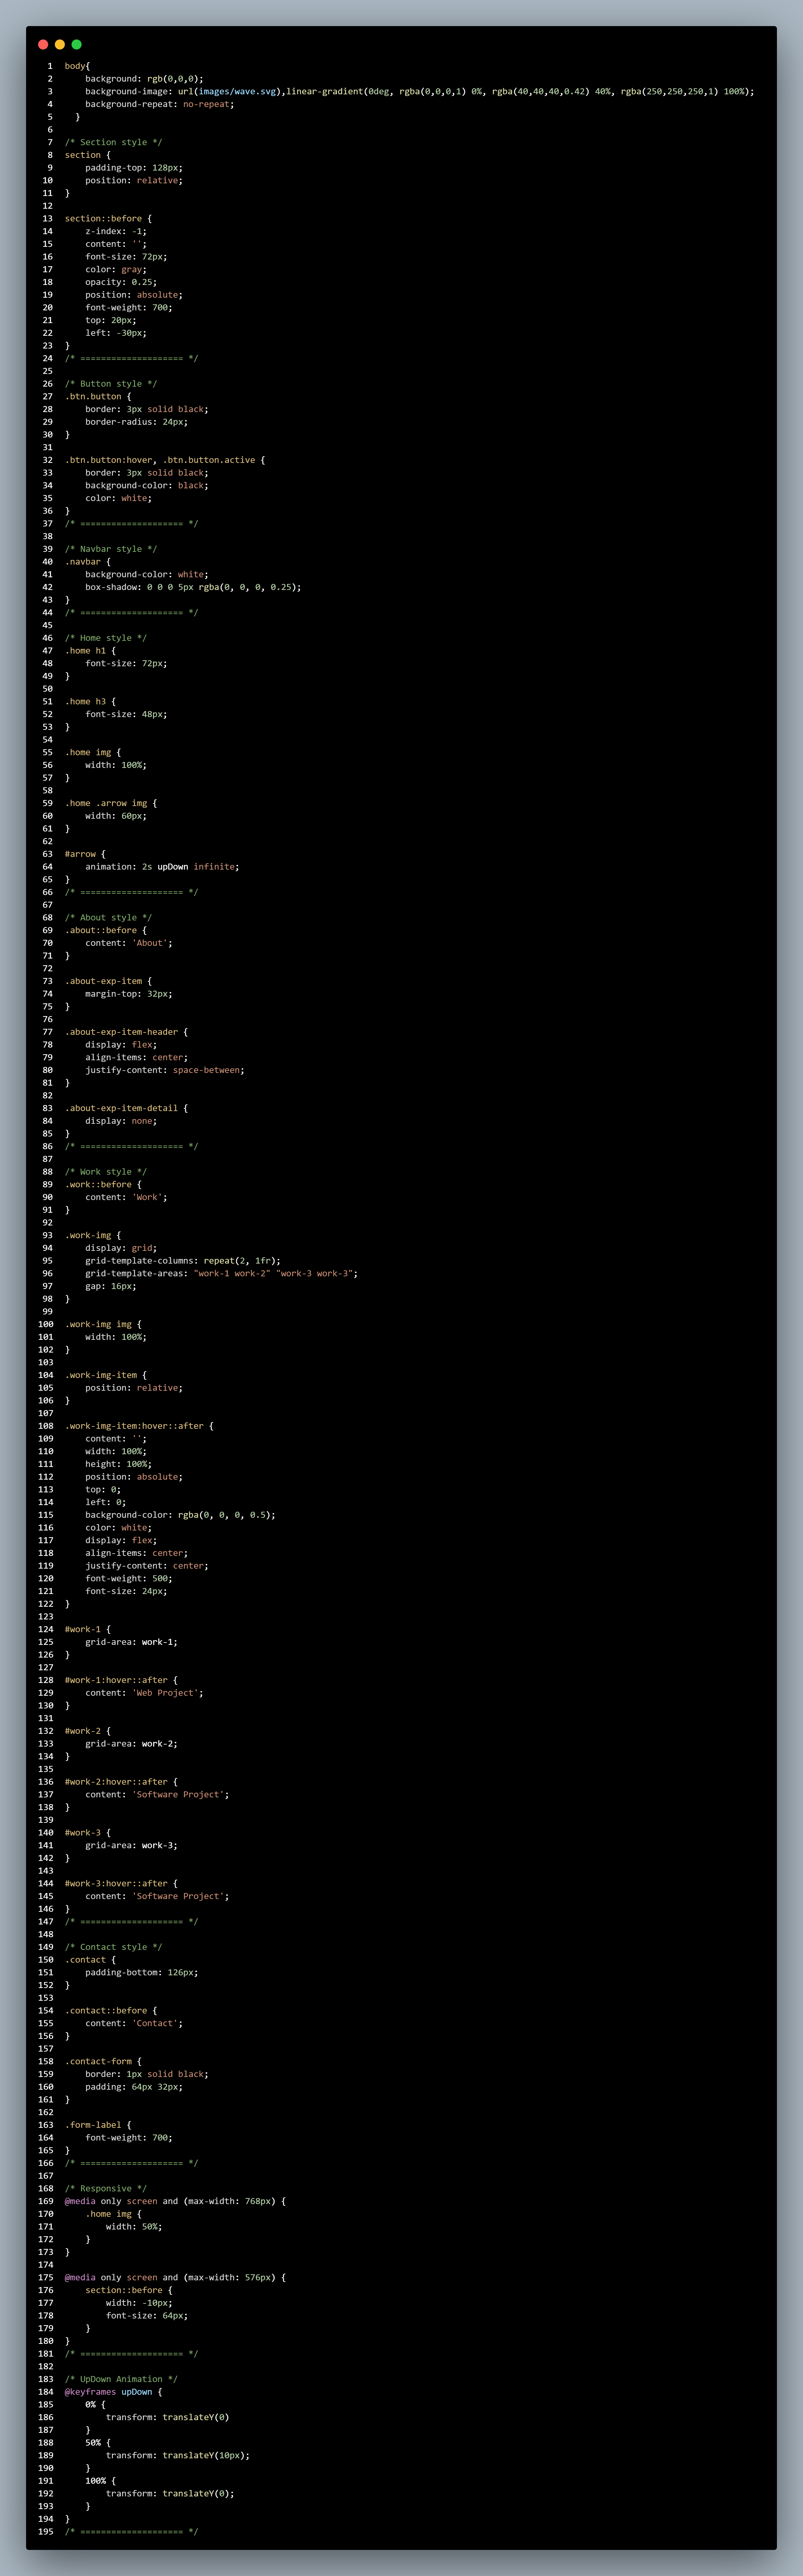 1 body{
2     background: rgb(0,0,0);
3     background-image: url(images/wave.svg),linear-gradient(0deg, rgba(0,0,0,1) 0%, rgba(40,40,40,0.42) 40%, rgba(250,250,250,1) 100%);
4     background-repeat: no-repeat;
5   }
6
7 /* Section style */
8 section {
9     padding-top: 128px;
10     position: relative;
11 }
12
13 section::before {
14     z-index: -1;
15     content: '';
16     font-size: 72px;
17     color: gray;
18     opacity: 0.25;
19     position: absolute;
20     font-weight: 700;
21     top: 20px;
22     left: -30px;
23 }
24 /* ==================== */
25
26 /* Button style */
27 .btn.button {
28     border: 3px solid black;
29     border-radius: 24px;
30 }
31
32 .btn.button:hover, .btn.button.active {
33     border: 3px solid black;
34     background-color: black;
35     color: white;
36 }
37 /* ==================== */
38
39 /* Navbar style */
40 .navbar {
41     background-color: white;
42     box-shadow: 0 0 0 5px rgba(0, 0, 0, 0.25);
43 }
44 /* ==================== */
45
46 /* Home style */
47 .home h1 {
48     font-size: 72px;
49 }
50
51 .home h3 {
52     font-size: 48px;
53 }
54
55 .home img {
56     width: 100%;
57 }
58
59 .home .arrow img {
60     width: 60px;
61 }
62
63 #arrow {
64     animation: 2s upDown infinite;
65 }
66 /* ==================== */
67
68 /* About style */
69 .about::before {
70     content: 'About';
71 }
72
73 .about-exp-item {
74     margin-top: 32px;
75 }
76
77 .about-exp-item-header {
78     display: flex;
79     align-items: center;
80     justify-content: space-between;
81 }
82
83 .about-exp-item-detail {
84     display: none;
85 }
86 /* ==================== */
87
88 /* Work style */
89 .work::before {
90     content: 'Work';
91 }
92
93 .work-img {
94     display: grid;
95     grid-template-columns: repeat(2, 1fr);
96     grid-template-areas: "work-1 work-2" "work-3 work-3";
97     gap: 16px;
98 }
99
100 .work-img img {
101     width: 100%;
102 }
103
104 .work-img-item {
105     position: relative;
106 }
107
108 .work-img-item:hover::after {
109     content: '';
110     width: 100%;
111     height: 100%;
112     position: absolute;
113     top: 0;
114     left: 0;
115     background-color: rgba(0, 0, 0, 0.5);
116     color: white;
117     display: flex;
118     align-items: center;
119     justify-content: center;
120     font-weight: 500;
121     font-size: 24px;
122 }
123
124 #work-1 {
125     grid-area: work-1;
126 }
127
128 #work-1:hover::after {
129     content: 'Web Project';
130 }
131
132 #work-2 {
133     grid-area: work-2;
134 }
135
136 #work-2:hover::after {
137     content: 'Software Project';
138 }
139
140 #work-3 {
141     grid-area: work-3;
142 }
143
144 #work-3:hover::after {
145     content: 'Software Project';
146 }
147 /* ==================== */
148
149 /* Contact style */
150 .contact {
151     padding-bottom: 126px;
152 }
153
154 .contact::before {
155     content: 'Contact';
156 }
157
158 .contact-form {
159     border: 1px solid black;
160     padding: 64px 32px;
161 }
162
163 .form-label {
164     font-weight: 700;
165 }
166 /* ==================== */
167
168 /* Responsive */
169 @media only screen and (max-width: 768px) {
170     .home img {
171         width: 50%;
172     }
173 }
174
175 @media only screen and (max-width: 576px) {
176     section::before {
177         width: -10px;
178         font-size: 64px;
179     }
180 }
181 /* ==================== */
182
183 /* UpDown Animation */
184 @keyframes upDown {
185     0% {
186         transform: translateY(0)
187     }
188     50% {
189         transform: translateY(10px);
190     }
191     100% {
192         transform: translateY(0);
193     }
194 }
195 /* ==================== */